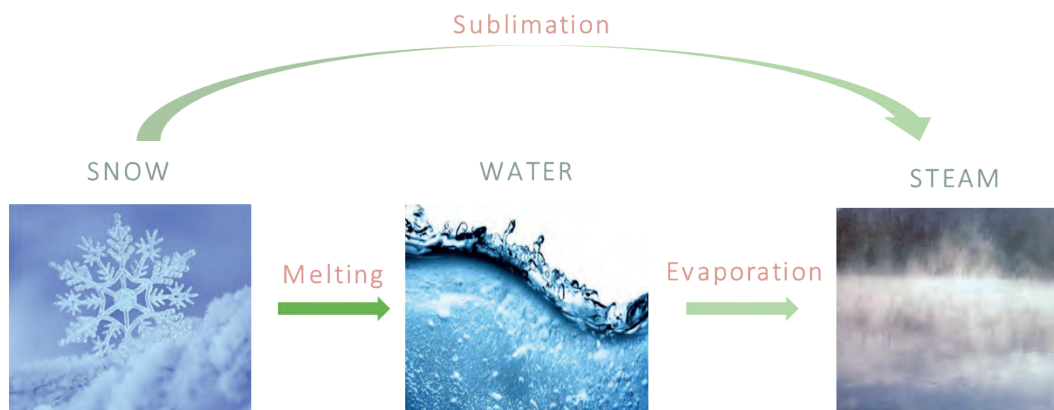 Sublimation
SNOW
WATER
STEAM
Melting
Evaporation